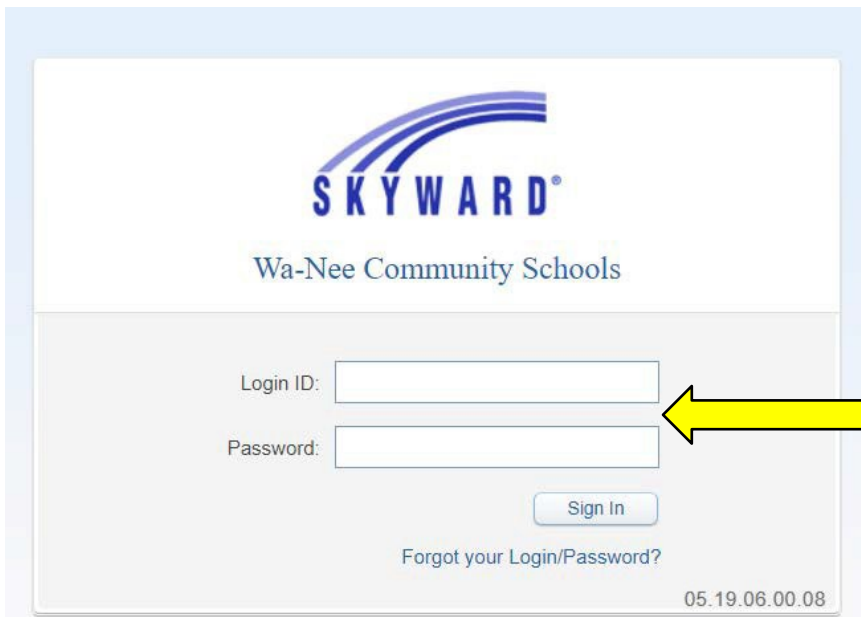 SKYWARD®
Wa-Nee Community Schools
Login ID:
Password:
Sign In
Forgot your Login/Password?
05.19.06.00.08